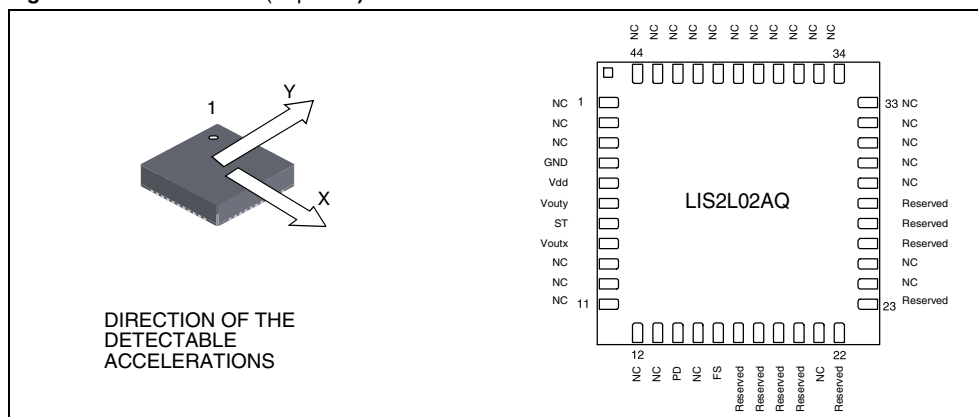 Y
1
X
DIRECTION OF THE
DETECTABLE
ACCELERATIONS
NC NC NC NC NC NC NC NC NC NC NC
44 34
NC 1
NC
NC
GND
Vdd
Vouty
ST
Voutx
NC
NC
NC 11
LIS2L02AQ
33 NC
NC
NC
NC
NC
Reserved
Reserved
Reserved
NC
NC
23 Reserved
12 22
NC NC PD NC FS Reserved Reserved Reserved Reserved NC Reserved